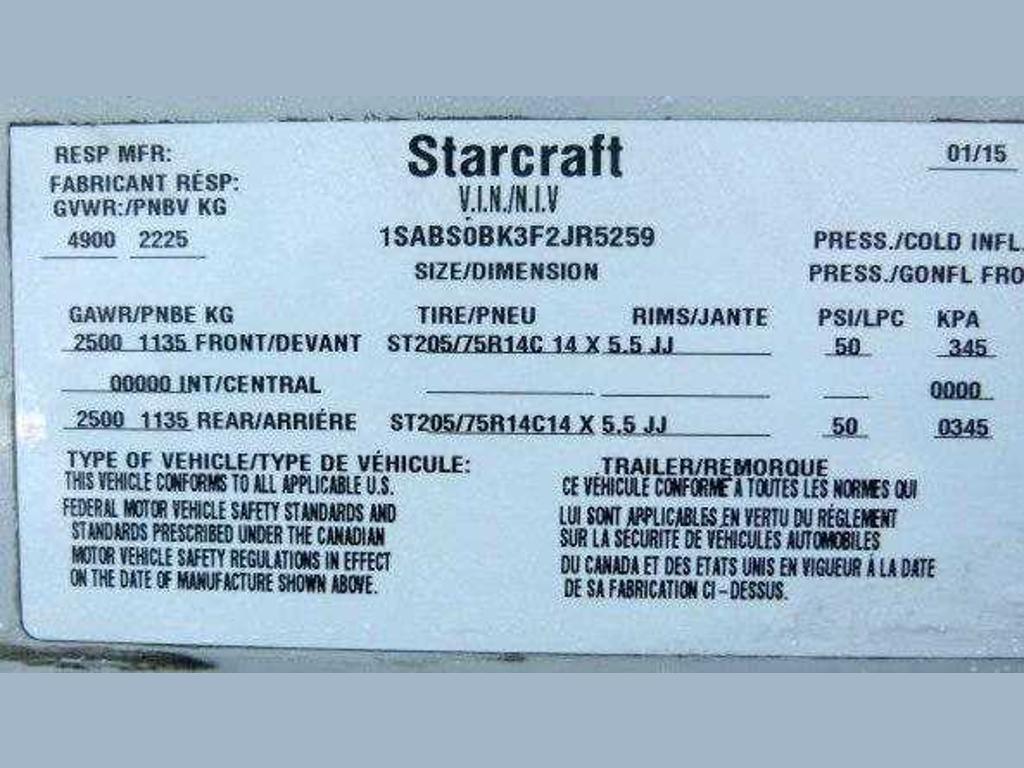 Starcraft
RESP MFR:
01/15
FABRICANT RÉSP:
V.I.N./N.I.V
GVWR:/PNBV KG
4900 2225
1SABS0BK3F2JR5259
PRESS./COLD INFL.
SIZE/DIMENSION
PRESS./GONFL FRO
GAWR/PNBE KG TIRE/PNEU RIMS/JANTE PSI/LPC KPA
2500 1135 FRONT/DEVANT ST205/75R14C 14 X 5.5 JJ 50 345
00000 INT/CENTRAL 0000
2500 1135 REAR/ARRIÉRE ST205/75R14C14 X 5.5 JJ 50 0345
TYPE OF VEHICLE/TYPE DE VÉHICULE: TRAILER/REMORQUE
THIS VEHICLE CONFORMS TO ALL APPLICABLE U.S.
FEDERAL MOTOR VEHICLE SAFETY STANDARDS AND
STANDARDS PRESCRIBED UNDER THE CANADIAN
MOTOR VEHICLE SAFETY REGULATIONS IN EFFECT
ON THE DATE OF MANUFACTURE SHOWN ABOVE.
CE VÉHICULE CONFORME À TOUTES LES NORMES QUI
LUI SONT APPLICABLES EN VERTU DU RÉGLEMENT
SUR LA SÉCURITE DE VÉHICULES AUTOMOBILES
DU CANADA ET DES ETATS UNIS EN VIGUEUR À LA DATE
DE SA FABRICATION CI-DESSUS.